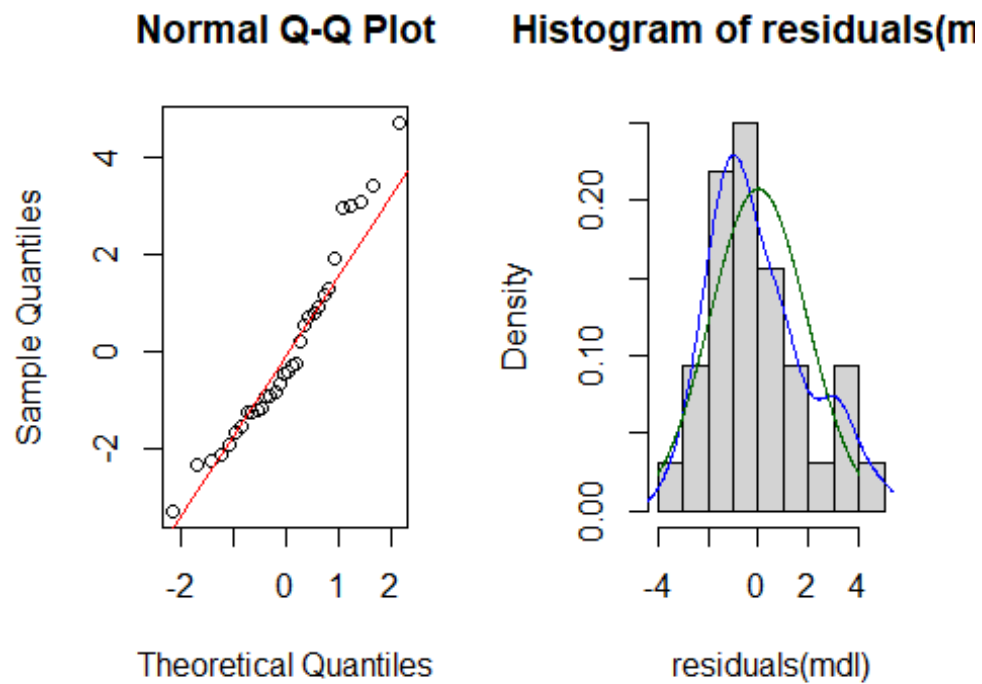 Normal Q-Q Plot
Sample Quantiles
4
2
0
-2
-2
0
1
2
Theoretical Quantiles
Histogram of residuals(m
Density
0.20
0.10
0.00
-4
0
2
4
residuals(mdl)